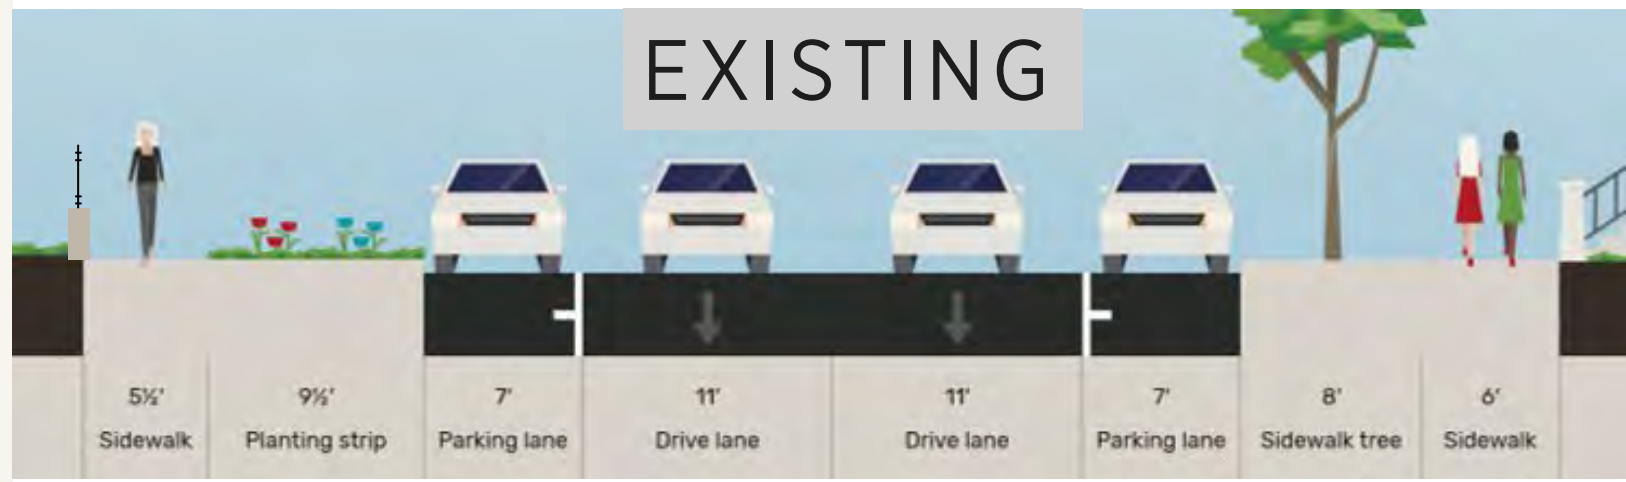 EXISTING
5½' 9½' 7' 11' 11' 7' 8' 6'
Sidewalk Planting strip Parking lane Drive lane Drive lane Parking lane Sidewalk tree Sidewalk